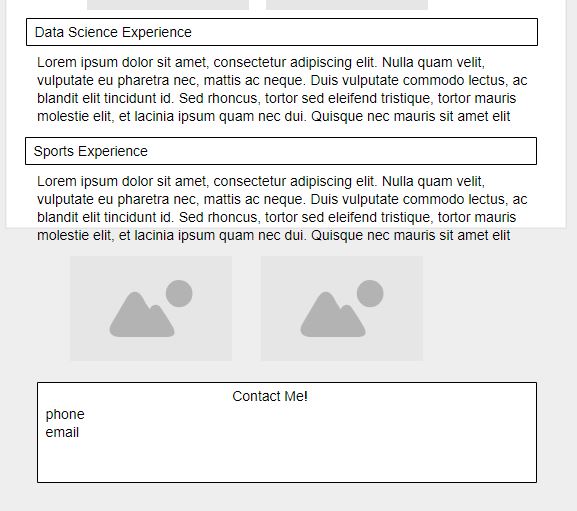 Data Science Experience
Lorem ipsum dolor sit amet, consectetur adipiscing elit. Nulla quam velit,
vulputate eu pharetra nec, mattis ac neque. Duis vulputate commodo lectus, ac
blandit elit tincidunt id. Sed rhoncus, tortor sed eleifend tristique, tortor mauris
molestie elit, et lacinia ipsum quam nec dui. Quisque nec mauris sit amet elit
Sports Experience
Lorem ipsum dolor sit amet, consectetur adipiscing elit. Nulla quam velit,
vulputate eu pharetra nec, mattis ac neque. Duis vulputate commodo lectus, ac
blandit elit tincidunt id. Sed rhoncus, tortor sed eleifend tristique, tortor mauris
molestie elit, et lacinia ipsum quam nec dui. Quisque nec mauris sit amet elit
Contact Me!
phone
email